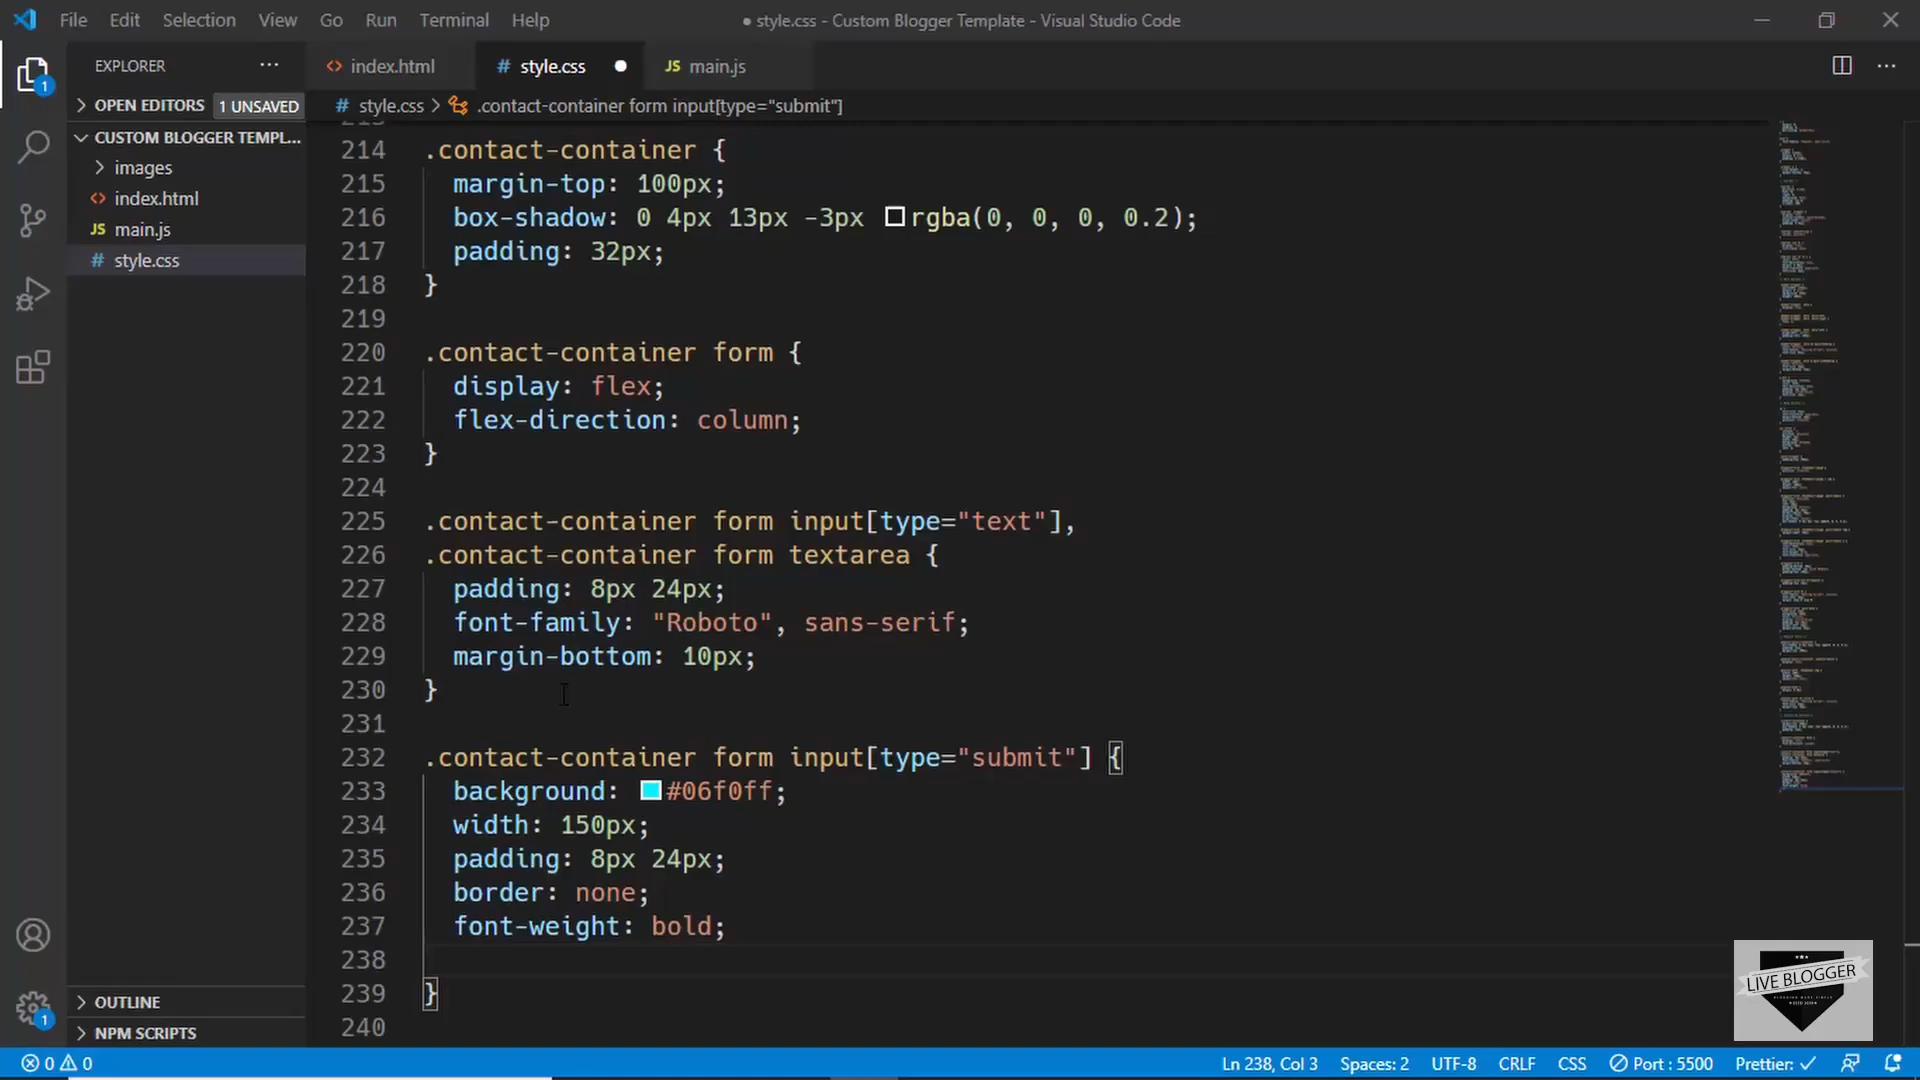 File Edit Selection View Go Run Terminal Help ● style.css - Custom Blogger Template - Visual Studio Code
EXPLORER ··· <> index.html # style.css ● JS main.js ···
OPEN EDITORS 1 UNSAVED # style.css > .contact-container form input[type="submit"]
CUSTOM BLOGGER TEMPL...
images
<> index.html
JS main.js
# style.css
214 .contact-container {
215 margin-top: 100px;
216 box-shadow: 0 4px 13px -3px rgba(0, 0, 0, 0.2);
217 padding: 32px;
218 }
219
220 .contact-container form {
221 display: flex;
222 flex-direction: column;
223 }
224
225 .contact-container form input[type="text"],
226 .contact-container form textarea {
227 padding: 8px 24px;
228 font-family: "Roboto", sans-serif;
229 margin-bottom: 10px;
230 }
231
232 .contact-container form input[type="submit"] {
233 background: #06f0ff;
234 width: 150px;
235 padding: 8px 24px;
236 border: none;
237 font-weight: bold;
238
239 }
240
1
1
OUTLINE
NPM SCRIPTS
LIVE BLOGGER
0 0 Ln 238, Col 3 Spaces: 2 UTF-8 CRLF CSS Port : 5500 Prettier: ✓